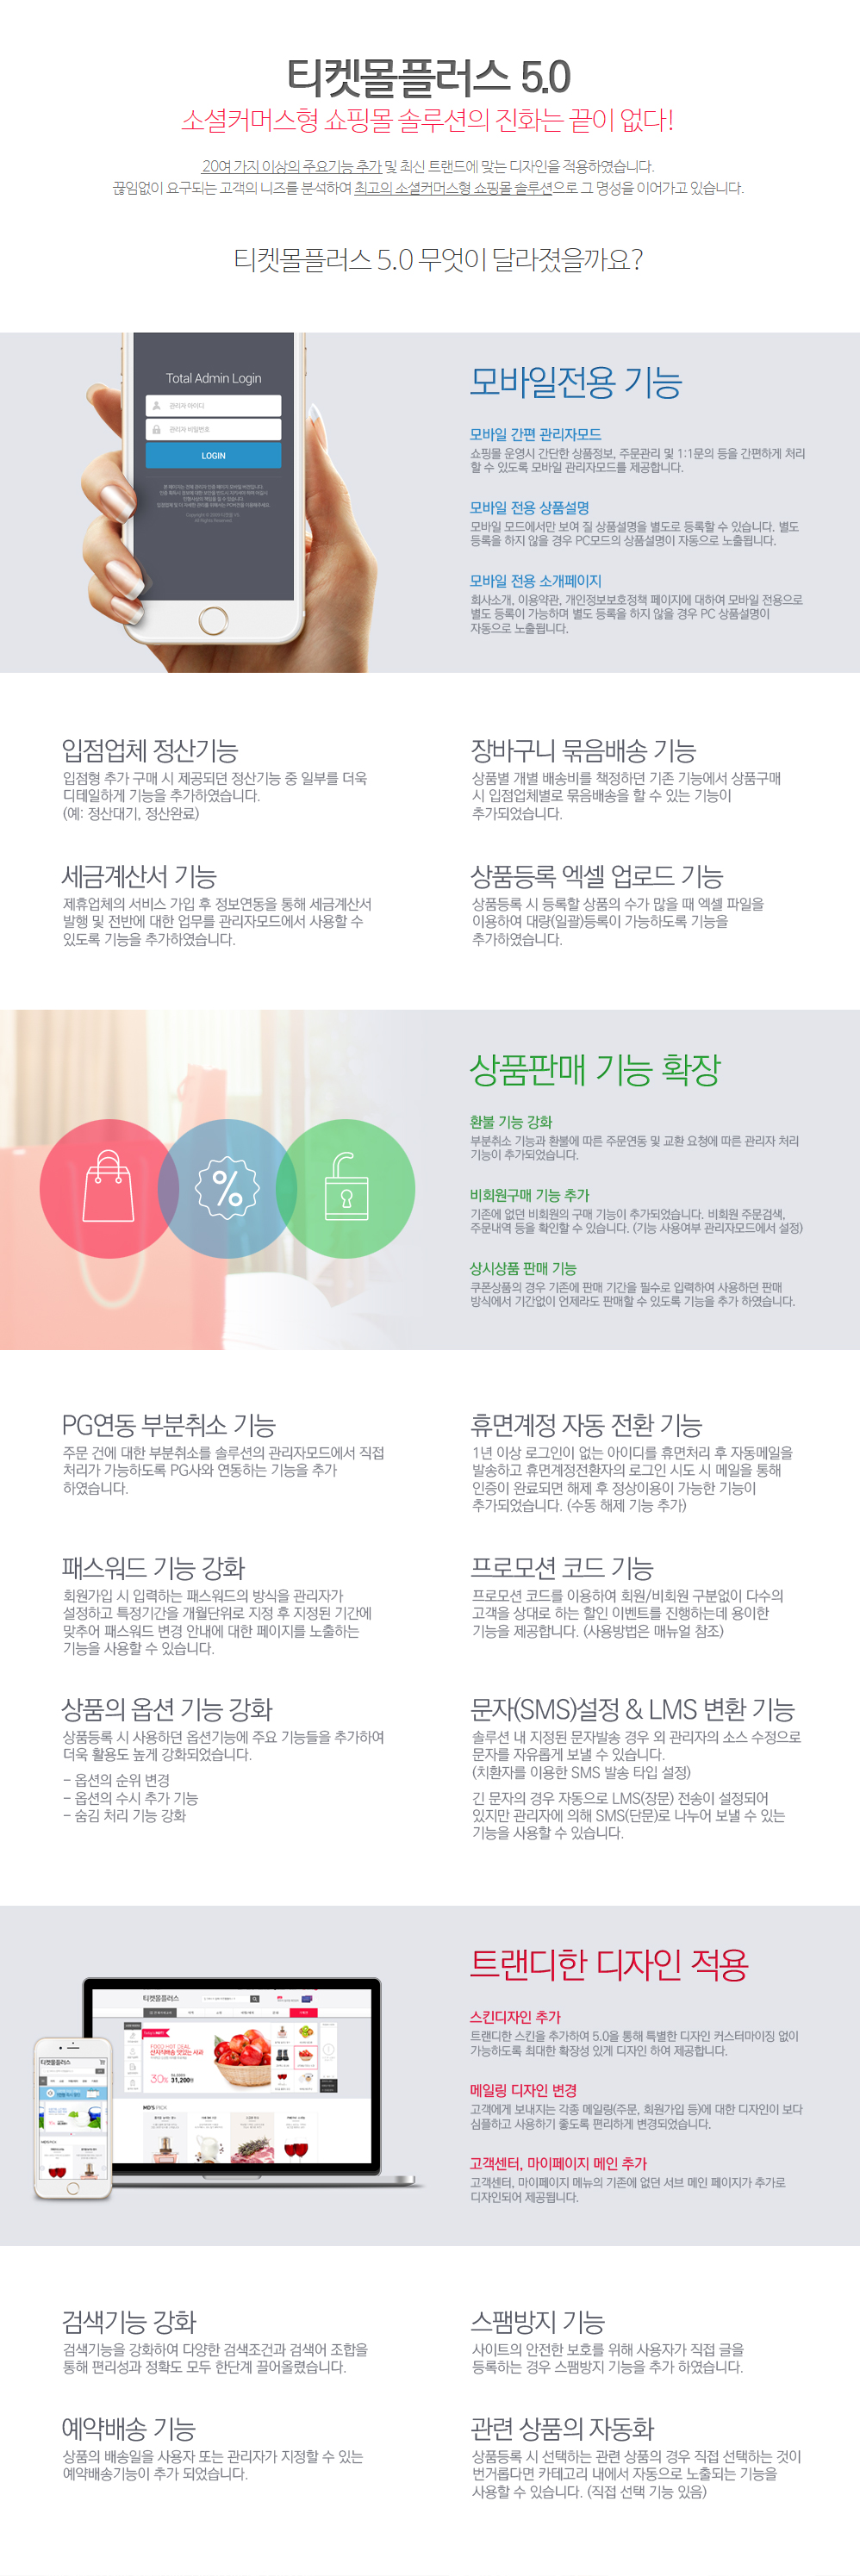 티켓몰플러스 5.0
소셜커머스형 쇼핑몰 솔루션의 진화는 끝이 없다!
20여 가지 이상의 주요기능 추가 및 최신 트랜드에 맞는 디자인을 적용하였습니다.
끊임없이 요구되는 고객의 니즈를 분석하여 최고의 소셜커머스형 쇼핑몰 솔루션으로 그 명성을 이어가고 있습니다.
티켓몰플러스 5.0 무엇이 달라졌을까요?
Total Admin Login
관리자 아이디
관리자 비밀번호
LOGIN
모바일전용 기능
모바일 간편 관리자모드
쇼핑몰 운영시 간단한 상품정보, 주문관리 및 1:1문의 등을 간편하게 처리
할 수 있도록 모바일 관리자모드를 제공합니다.
모바일 전용 상품설명
모바일 모드에서만 보여 질 상품설명을 별도로 등록할 수 있습니다. 별도
등록을 하지 않을 경우 PC모드의 상품설명이 자동으로 노출됩니다.
모바일 전용 소개페이지
회사소개, 이용약관, 개인정보보호정책 페이지에 대하여 모바일 전용으로
별도 등록이 가능하며 별도 등록을 하지 않을 경우 PC 상품설명이
자동으로 노출됩니다.
입점업체 정산기능
입점형 추가 구매 시 제공되던 정산기능 중 일부를 더욱
디테일하게 기능을 추가하였습니다.
(예: 정산대기, 정산완료)
장바구니 묶음배송 기능
상품별 개별 배송비를 책정하던 기존 기능에서 상품구매
시 입점업체별로 묶음배송을 할 수 있는 기능이
추가되었습니다.
세금계산서 기능
제휴업체의 서비스 가입 후 정보연동을 통해 세금계산서
발행 및 전반에 대한 업무를 관리자모드에서 사용할 수
있도록 기능을 추가하였습니다.
상품등록 엑셀 업로드 기능
상품등록 시 등록할 상품의 수가 많을 때 엑셀 파일을
이용하여 대량(일괄)등록이 가능하도록 기능을
추가하였습니다.
상품판매 기능 확장
환불 기능 강화
부분취소 기능과 환불에 따른 주문연동 및 교환 요청에 따른 관리자 처리
기능이 추가되었습니다.
비회원구매 기능 추가
기존에 없던 비회원의 구매 기능이 추가되었습니다. 비회원 주문검색,
주문내역 등을 확인할 수 있습니다. (기능 사용여부 관리자모드에서 설정)
상시상품 판매 기능
쿠폰상품의 경우 기존에 판매 기간을 필수로 입력하여 사용하던 판매
방식에서 기간없이 언제라도 판매할 수 있도록 기능을 추가 하였습니다.
PG연동 부분취소 기능
주문 건에 대한 부분취소를 솔루션의 관리자모드에서 직접
처리가 가능하도록 PG사와 연동하는 기능을 추가
하였습니다.
휴면계정 자동 전환 기능
1년 이상 로그인이 없는 아이디를 휴면처리 후 자동메일을
발송하고 휴면계정전환자의 로그인 시도 시 메일을 통해
인증이 완료되면 해제 후 정상이용이 가능한 기능이
추가되었습니다. (수동 해제 기능 추가)
패스워드 기능 강화
회원가입 시 입력하는 패스워드의 방식을 관리자가
설정하고 특정기간을 개월단위로 지정 후 지정된 기간에
맞추어 패스워드 변경 안내에 대한 페이지를 노출하는
기능을 사용할 수 있습니다.
프로모션 코드 기능
프로모션 코드를 이용하여 회원/비회원 구분없이 다수의
고객을 상대로 하는 할인 이벤트를 진행하는데 용이한
기능을 제공합니다. (사용방법은 매뉴얼 참조)
상품의 옵션 기능 강화
상품등록 시 사용하던 옵션기능에 주요 기능들을 추가하여
더욱 활용도 높게 강화되었습니다.
- 옵션의 순위 변경
- 옵션의 수시 추가 기능
- 숨김 처리 기능 강화
문자(SMS)설정 & LMS 변환 기능
솔루션 내 지정된 문자발송 경우 외 관리자의 소스 수정으로
문자를 자유롭게 보낼 수 있습니다.
(치환자를 이용한 SMS 발송 타입 설정)
긴 문자의 경우 자동으로 LMS(장문) 전송이 설정되어
있지만 관리자에 의해 SMS(단문)로 나누어 보낼 수 있는
기능을 사용할 수 있습니다.
티켓몰플러스
100G HOT DEAL
산지직배송 맛있는 사과
30% 31,200원
MD'S PICK
티켓몰플러스
MD'S PICK
트랜디한 디자인 적용
스킨디자인 추가
트랜디한 스킨을 추가하여 5.0을 통해 특별한 디자인 커스터마이징 없이
가능하도록 최대한 확장성 있게 디자인 하여 제공합니다.
메일링 디자인 변경
고객에게 보내지는 각종 메일링(주문, 회원가입 등)에 대한 디자인이 보다
심플하고 사용하기 좋도록 편리하게 변경되었습니다.
고객센터, 마이페이지 메인 추가
고객센터, 마이페이지 메뉴의 기존에 없던 서브 메인 페이지가 추가로
디자인되어 제공됩니다.
검색기능 강화
검색기능을 강화하여 다양한 검색조건과 검색어 조합을
통해 편리성과 정확도 모두 한단계 끌어올렸습니다.
스팸방지 기능
사이트의 안전한 보호를 위해 사용자가 직접 글을
등록하는 경우 스팸방지 기능을 추가 하였습니다.
예약배송 기능
상품의 배송일을 사용자 또는 관리자가 지정할 수 있는
예약배송기능이 추가 되었습니다.
관련 상품의 자동화
상품등록 시 선택하는 관련 상품의 경우 직접 선택하는 것이
번거롭다면 카테고리 내에서 자동으로 노출되는 기능을
사용할 수 있습니다. (직접 선택 기능 있음)